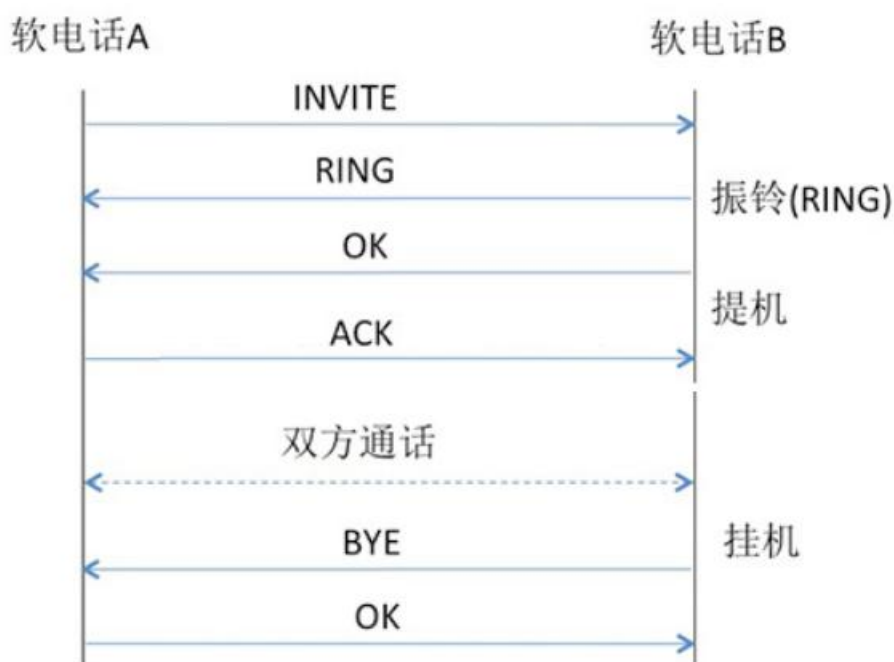 软电话A
软电话B
INVITE
RING
振铃(RING)
OK
提机
ACK
双方通话
BYE
挂机
OK